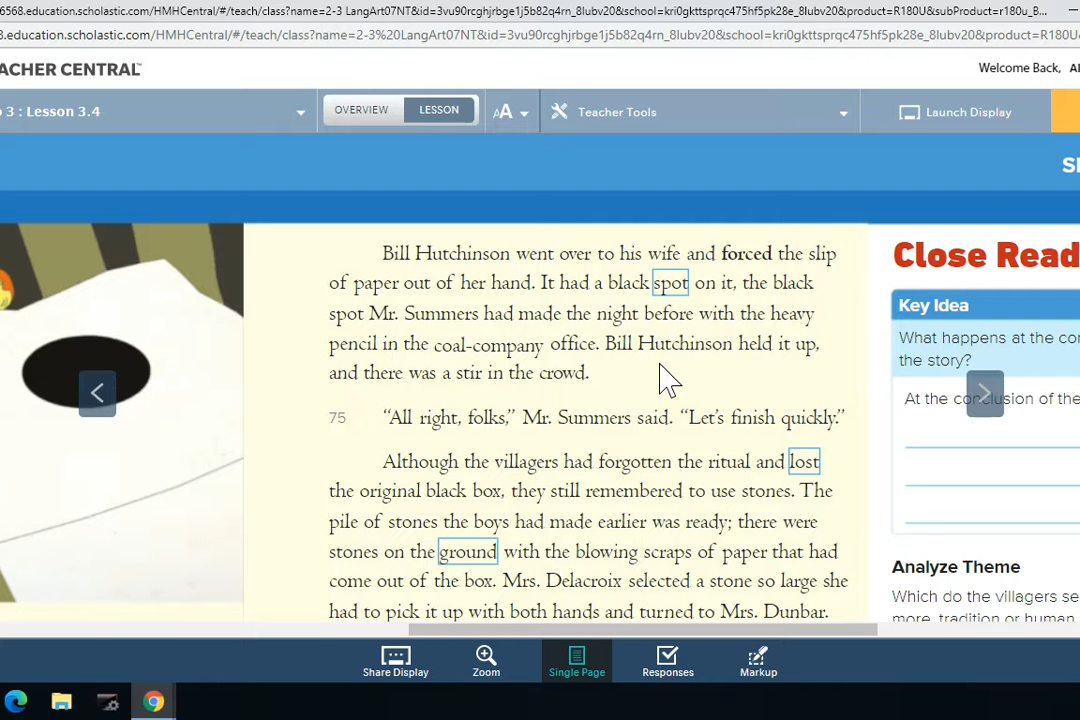 6568.education.scholastic.com/HMHCentral/#/teach/class?name=2-3 LangArt07NT&id=3vu90rcghjrbge1j5b82q4rn_8lubv20&school=kri0gkttsprqc475hf5pk28e_8lubv20&product=R180U&subProduct=r180u_B...
8.education.scholastic.com/HMHCentral/#/teach/class?name=2-3%20LangArt07NT&id=3vu90rcghjrbge1j5b82q4rn_8lubv20&school=kri0gkttsprqc475hf5pk28e_8lubv20&product=R180U&
ACHER CENTRAL™
Welcome Back, Al
3 : Lesson 3.4
OVERVIEW
LESSON
AA
Teacher Tools
Launch Display
Bill Hutchinson went over to his wife and forced the slip
of paper out of her hand. It had a black spot on it, the black
spot Mr. Summers had made the night before with the heavy
pencil in the coal-company office. Bill Hutchinson held it up,
and there was a stir in the crowd.
75 “All right, folks,” Mr. Summers said. “Let’s finish quickly.”
Although the villagers had forgotten the ritual and lost
the original black box, they still remembered to use stones. The
pile of stones the boys had made earlier was ready; there were
stones on the ground with the blowing scraps of paper that had
come out of the box. Mrs. Delacroix selected a stone so large she
had to pick it up with both hands and turned to Mrs. Dunbar.
Close Read
Key Idea
What happens at the co
the story?
At the conclusion of the
Analyze Theme
Which do the villagers se
more, tradition or human
Share Display
Zoom
Single Page
Responses
Markup